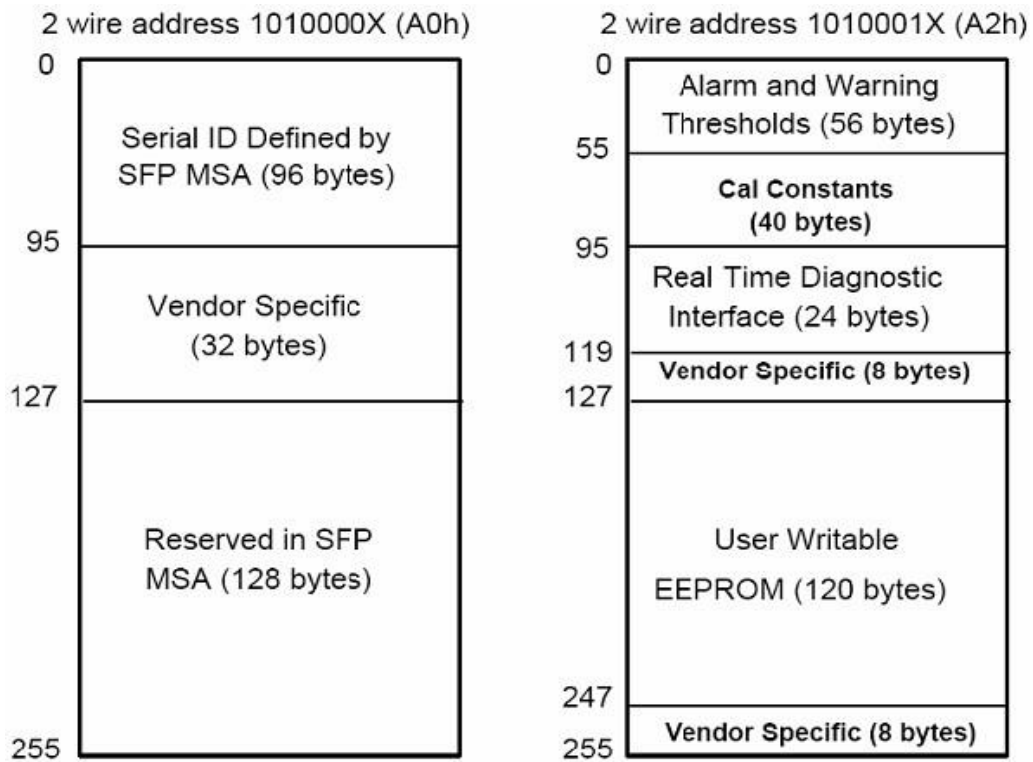 2 wire address 1010000X (A0h)
0
Serial ID Defined by
SFP MSA (96 bytes)
95
Vendor Specific
(32 bytes)
127
Reserved in SFP
MSA (128 bytes)
255
2 wire address 1010001X (A2h)
0
Alarm and Warning
Thresholds (56 bytes)
55
Cal Constants
(40 bytes)
95
Real Time Diagnostic
Interface (24 bytes)
119
Vendor Specific (8 bytes)
127
User Writable
EEPROM (120 bytes)
247
Vendor Specific (8 bytes)
255